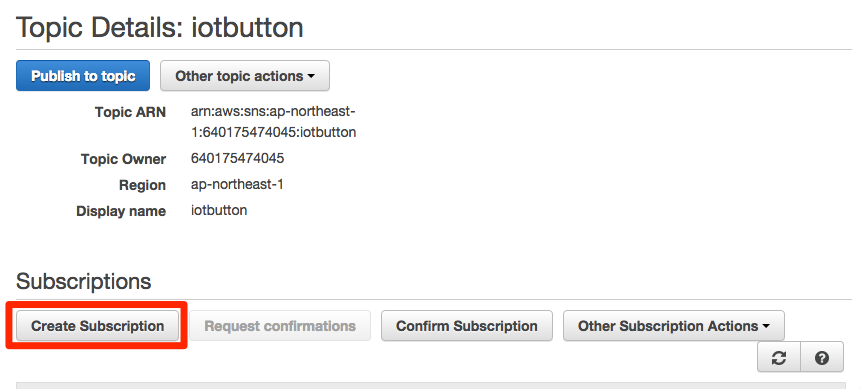 Topic Details: iotbutton
Publish to topic
Other topic actions
Topic ARN
arn:aws:sns:ap-northeast-
1:640175474045:iotbutton
Topic Owner
640175474045
Region
ap-northeast-1
Display name
iotbutton
Subscriptions
Create Subscription
Request confirmations
Confirm Subscription
Other Subscription Actions
?